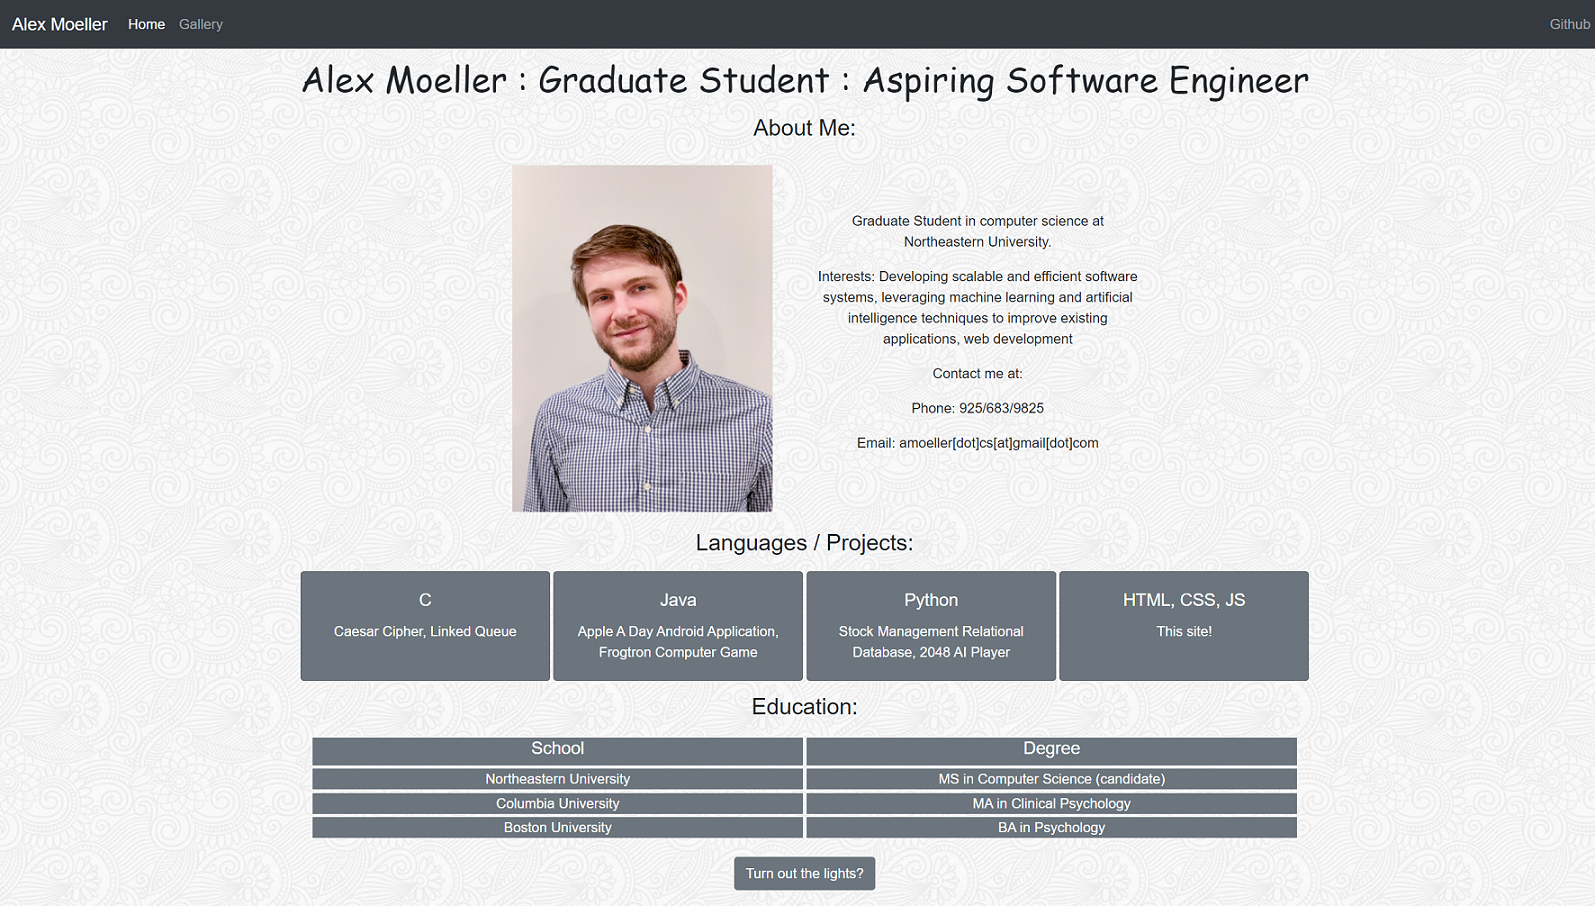 Alex Moeller Home Gallery Github
Alex Moeller : Graduate Student : Aspiring Software Engineer
About Me:
Graduate Student in computer science at
Northeastern University.
Interests: Developing scalable and efficient software
systems, leveraging machine learning and artificial
intelligence techniques to improve existing
applications, web development
Contact me at:
Phone: 925/683/9825
Email: amoeller[dot]cs[at]gmail[dot]com
Languages / Projects:
C
Caesar Cipher, Linked Queue
Java
Apple A Day Android Application,
Frogtron Computer Game
Python
Stock Management Relational
Database, 2048 AI Player
HTML, CSS, JS
This site!
Education:
School Degree
Northeastern University MS in Computer Science (candidate)
Columbia University MA in Clinical Psychology
Boston University BA in Psychology
Turn out the lights?